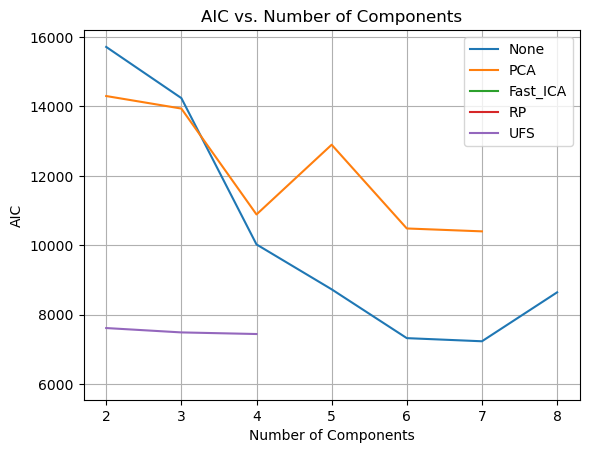 AIC vs. Number of Components
None
PCA
Fast_ICA
RP
UFS
AIC
16000
14000
12000
10000
8000
6000
2 3 4 5 6 7 8
Number of Components